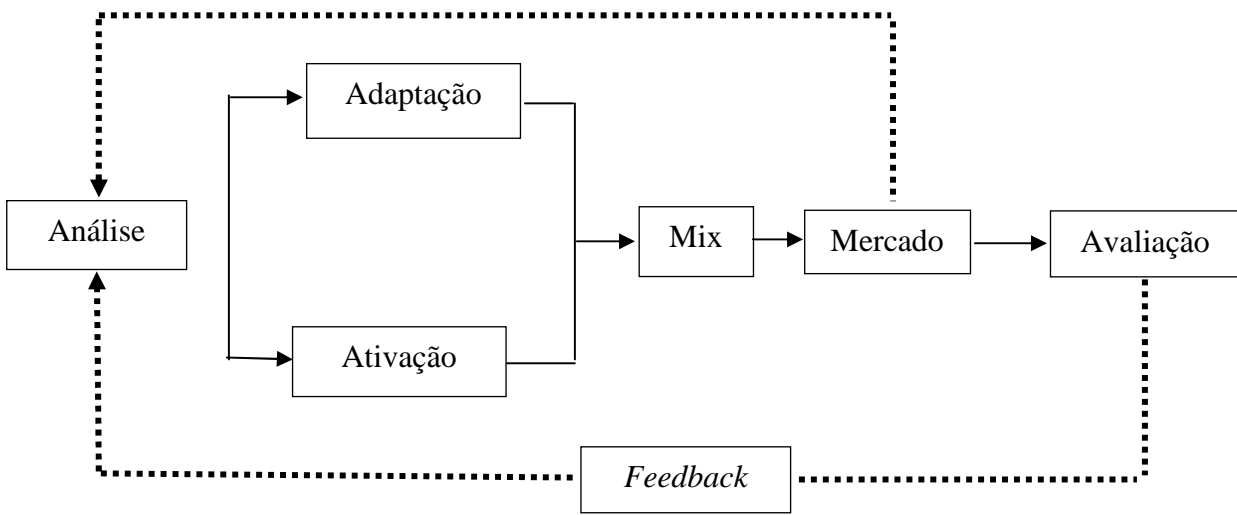 Adaptação
Análise
Mix
Mercado
Avaliação
Ativação
Feedback